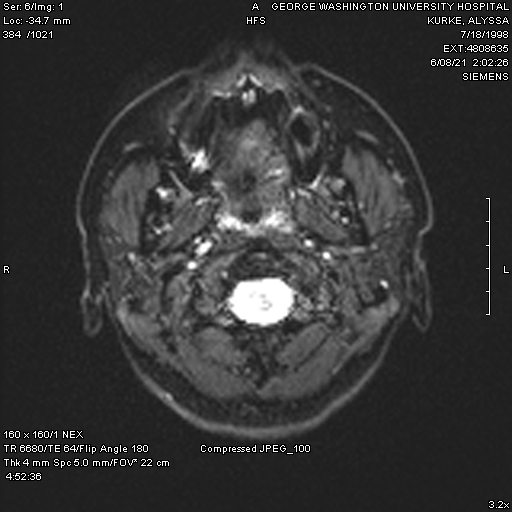 Ser: 6/Img: 1
Loc: -34.7 mm
384 /1021
A GEORGE WASHINGTON UNIVERSITY HOSPITAL
HFS KURKE, ALYSSA
7/18/1998
EXT:4808635
6/08/21 2:02:26
SIEMENS
R
L
160 x 160/1 NEX
TR 6680/TE 64/Flip Angle 180
Thk 4 mm Spc 5.0 mm/FOV* 22 cm
4:52:36
Compressed JPEG_100
3.2x